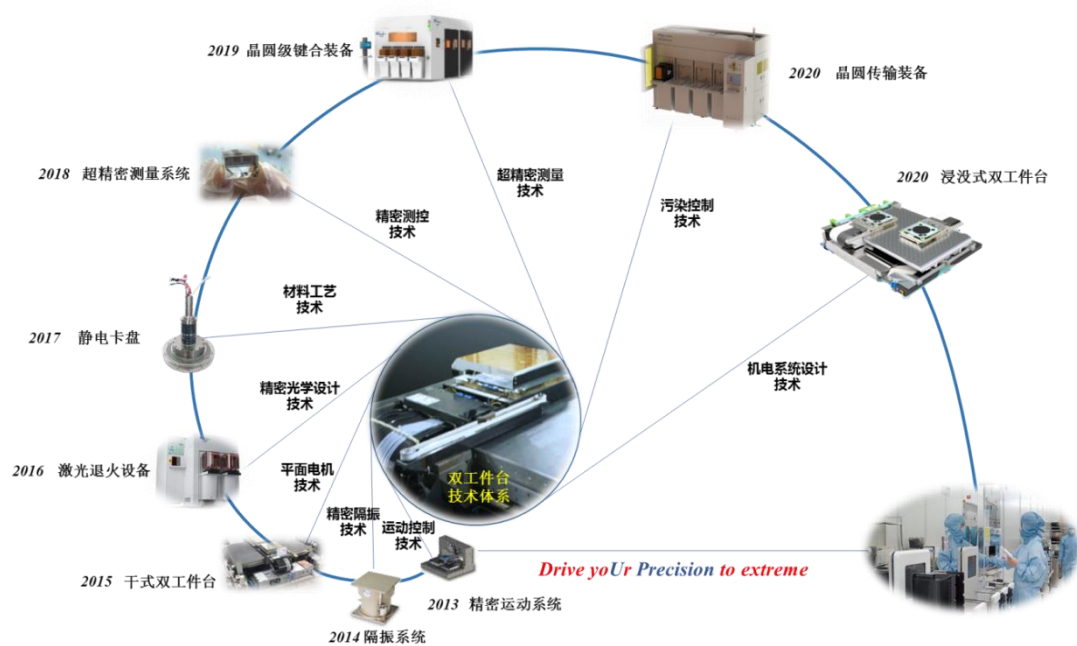 2019 晶圆级键合装备
2020 晶圆传输装备
2018 超精密测量系统
超精密测量
技术
2020 浸没式双工件台
精密测控
技术
污染控制
技术
材料工艺
技术
2017 静电卡盘
机电系统设计
技术
精密光学设计
技术
2016 激光退火设备
平面电机
技术
双工件台
技术体系
精密隔振
技术
运动控制
技术
2015 干式双工件台
Drive yoUr Precision to extreme
2013 精密运动系统
2014 隔振系统